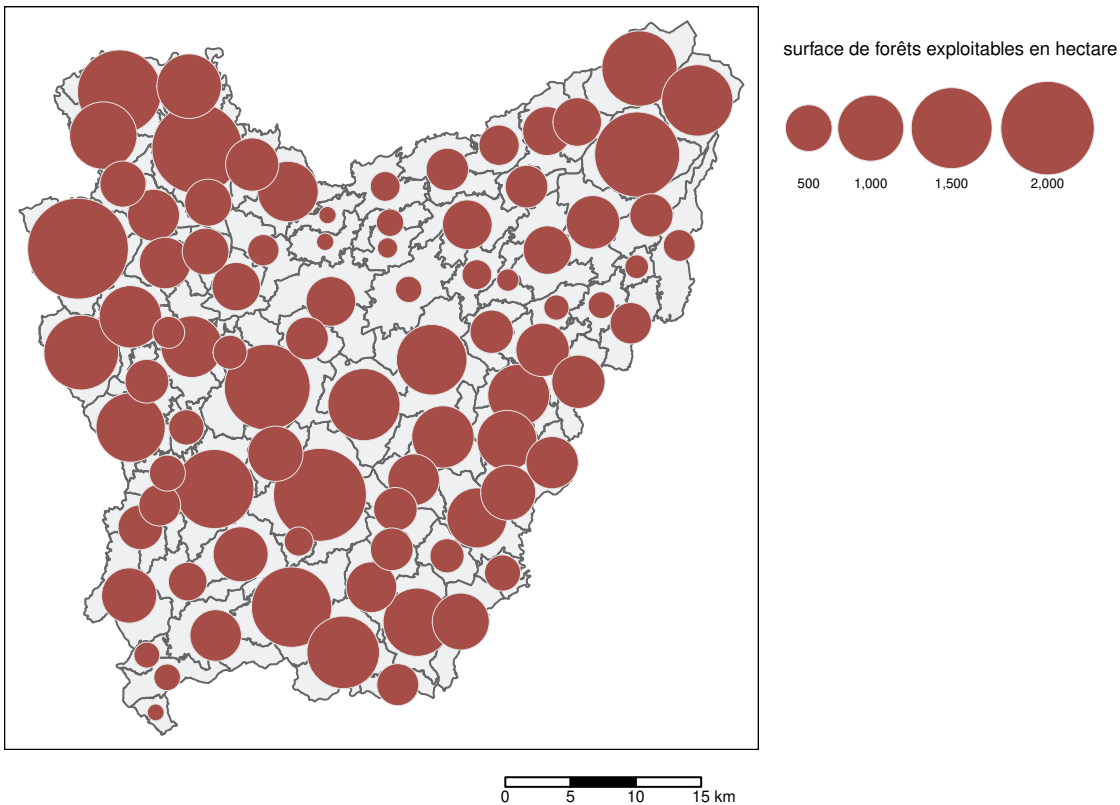 surface de forêts exploitables en hectare
500 1,000 1,500 2,000
0 5 10 15 km